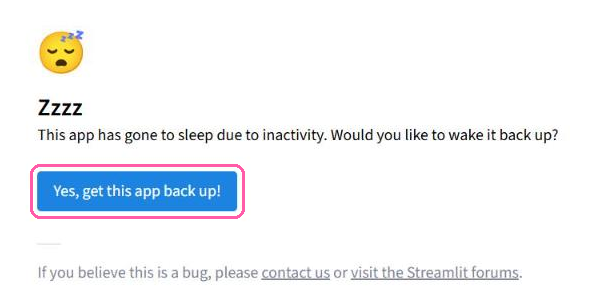 Zzzz
This app has gone to sleep due to inactivity. Would you like to wake it back up?
Yes, get this app back up!
If you believe this is a bug, please contact us or visit the Streamlit forums.